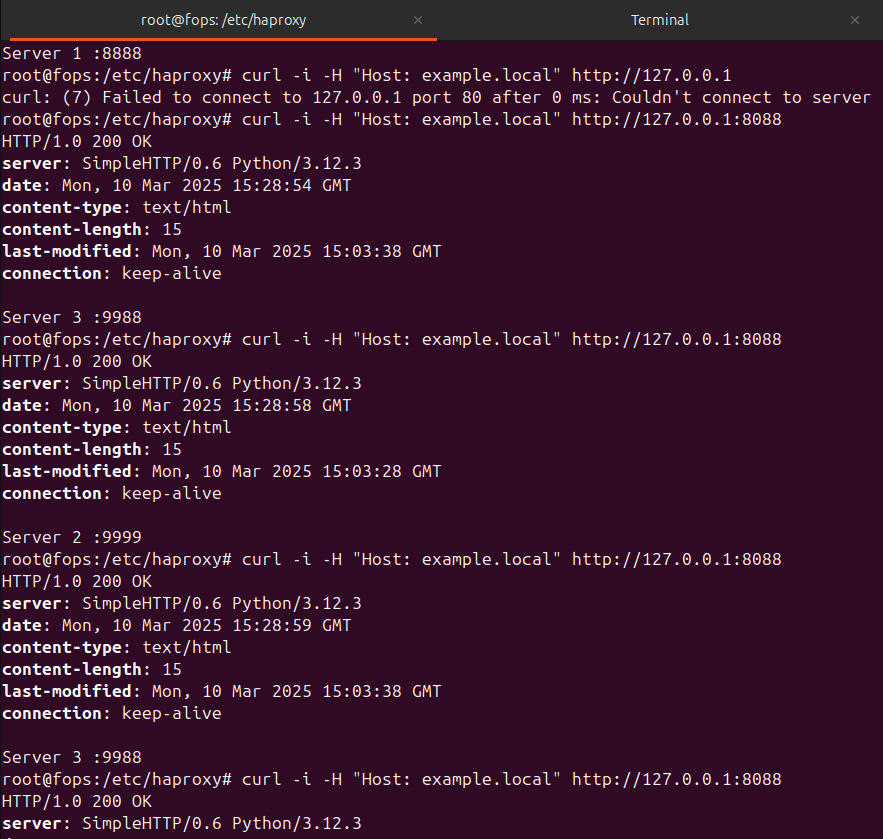 root@fops: /etc/haproxy × Terminal ×
Server 1 :8888
root@fops:/etc/haproxy# curl -i -H "Host: example.local" http://127.0.0.1
curl: (7) Failed to connect to 127.0.0.1 port 80 after 0 ms: Couldn't connect to server
root@fops:/etc/haproxy# curl -i -H "Host: example.local" http://127.0.0.1:8088
HTTP/1.0 200 OK
server: SimpleHTTP/0.6 Python/3.12.3
date: Mon, 10 Mar 2025 15:28:54 GMT
content-type: text/html
content-length: 15
last-modified: Mon, 10 Mar 2025 15:03:38 GMT
connection: keep-alive

Server 3 :9988
root@fops:/etc/haproxy# curl -i -H "Host: example.local" http://127.0.0.1:8088
HTTP/1.0 200 OK
server: SimpleHTTP/0.6 Python/3.12.3
date: Mon, 10 Mar 2025 15:28:58 GMT
content-type: text/html
content-length: 15
last-modified: Mon, 10 Mar 2025 15:03:28 GMT
connection: keep-alive

Server 2 :9999
root@fops:/etc/haproxy# curl -i -H "Host: example.local" http://127.0.0.1:8088
HTTP/1.0 200 OK
server: SimpleHTTP/0.6 Python/3.12.3
date: Mon, 10 Mar 2025 15:28:59 GMT
content-type: text/html
content-length: 15
last-modified: Mon, 10 Mar 2025 15:03:38 GMT
connection: keep-alive

Server 3 :9988
root@fops:/etc/haproxy# curl -i -H "Host: example.local" http://127.0.0.1:8088
HTTP/1.0 200 OK
server: SimpleHTTP/0.6 Python/3.12.3